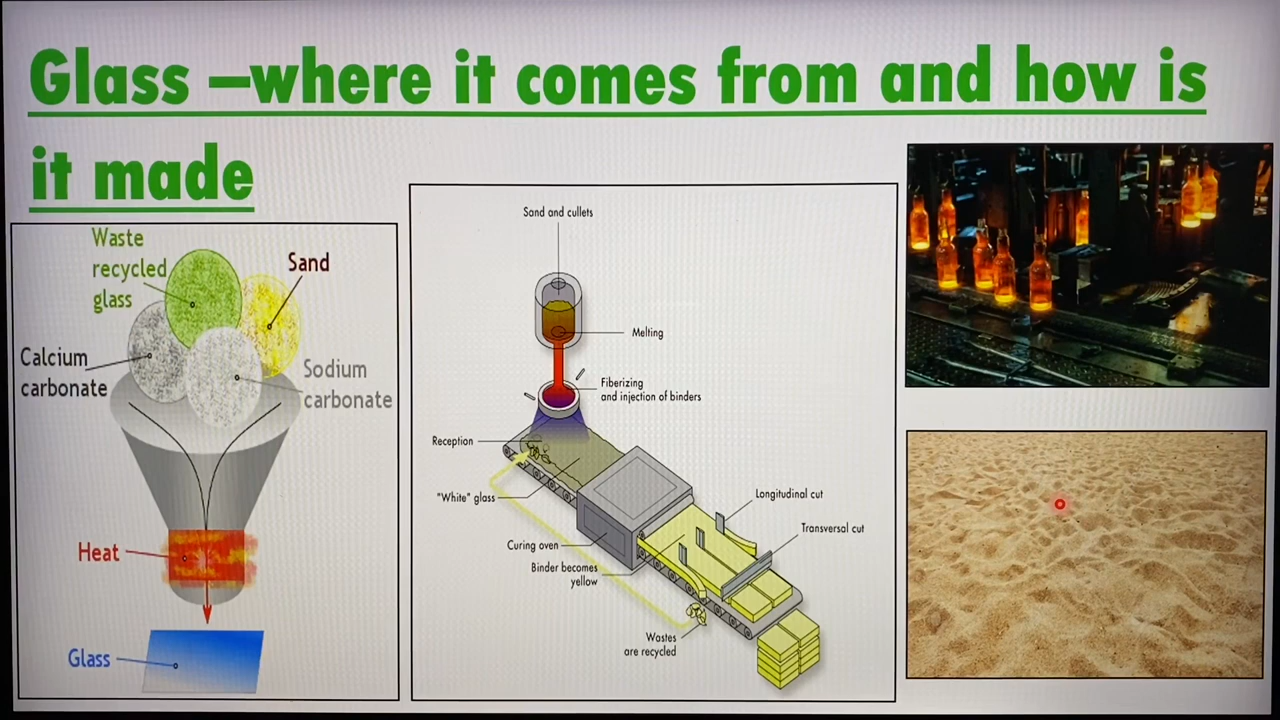 Glass –where it comes from and how is
it made
Waste
recycled
glass
Sand
Calcium
carbonate
Sodium
carbonate
Heat
Glass
Sand and cullets
Melting
Fiberizing
and injection of binders
Reception
"White" glass
Longitudinal cut
Transversal cut
Curing oven
Binder becomes
yellow
Wastes
are recycled